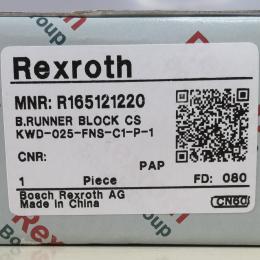 Rexroth
MNR: R165121220
B.RUNNER BLOCK CS
KWD-025-FNS-C1-P-1
CNR:
PAP
1 Piece FD: 080
Bosch Rexroth AG
Made In China CN60